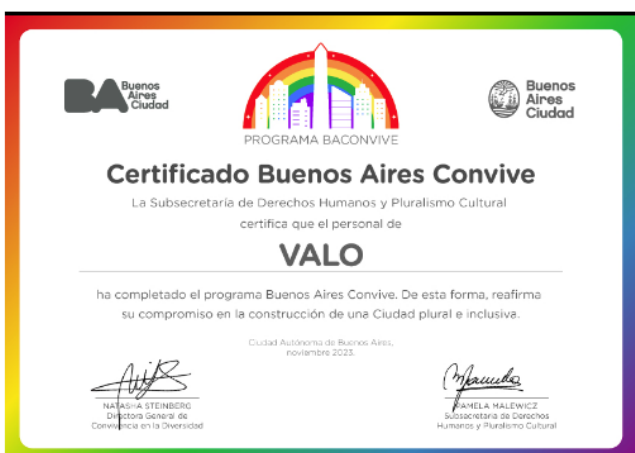 BA Buenos
Aires
Ciudad
PROGRAMA BACONVIVE
Buenos
Aires
Ciudad
Certificado Buenos Aires Convive
La Subsecretaría de Derechos Humanos y Pluralismo Cultural
certifica que el personal de
VALO
ha completado el programa Buenos Aires Convive. De esta forma, reafirma
su compromiso en la construcción de una Ciudad plural e inclusiva.
Ciudad Autónoma de Buenos Aires,
noviembre 2023.
NATASHA STEINBERG
Directora General de
Convivencia en la Diversidad
PAMELA MALEWICZ
Subsecretaria de Derechos
Humanos y Pluralismo Cultural